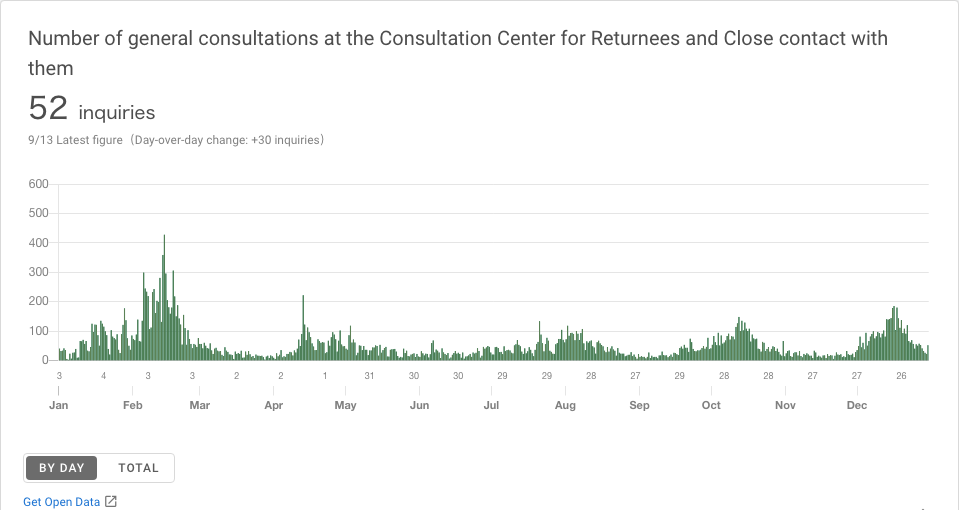 Number of general consultations at the Consultation Center for Returnees and Close contact with
them
52 inquiries
9/13 Latest figure（Day-over-day change: +30 inquiries）
600
500
400
300
200
100
0
3 4 3 3 2 2 1 31 30 30 29 29 28 27 29 28 28 27 27 26
Jan Feb Mar Apr May Jun Jul Aug Sep Oct Nov Dec
BY DAY TOTAL
Get Open Data